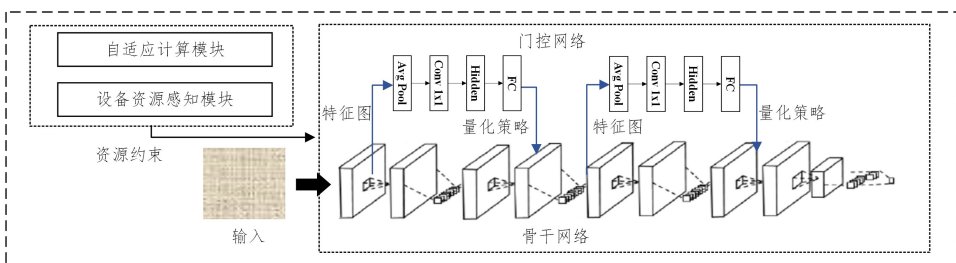 自适应计算模块
设备资源感知模块
资源约束
输入
门控网络
Avg Pool
Conv 1x1
Hidden
FC
特征图
量化策略
Avg Pool
Conv 1x1
Hidden
FC
特征图
量化策略
骨干网络